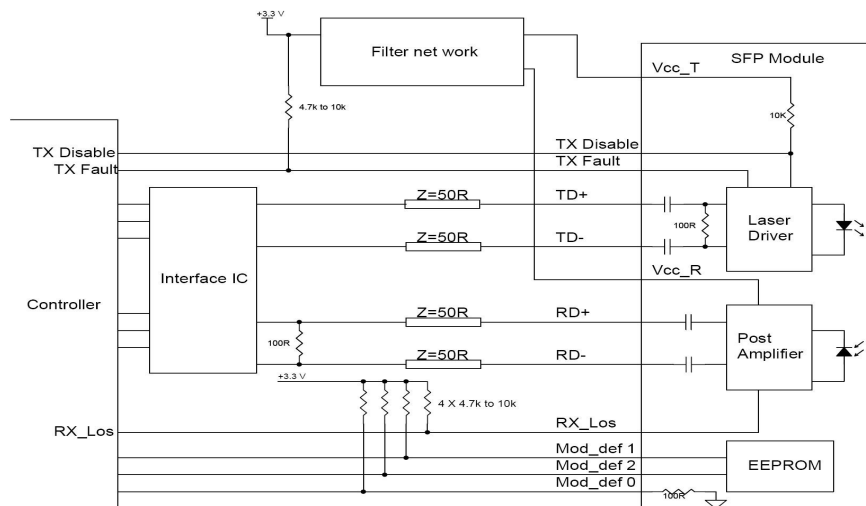 +3.3 V
Filter net work
SFP Module
Vcc_T
4.7k to 10k
10K
TX Disable
TX Disable
TX Fault
TX Fault
Z=50R
TD+
100R
Laser
Driver
Z=50R
TD-
Interface IC
Vcc_R
Controller
Z=50R
RD+
Post
Amplifier
100R
Z=50R
RD-
+3.3 V
4 X 4.7k to 10k
RX_Los
RX_Los
Mod_def 1
EEPROM
Mod_def 2
Mod_def 0
100R